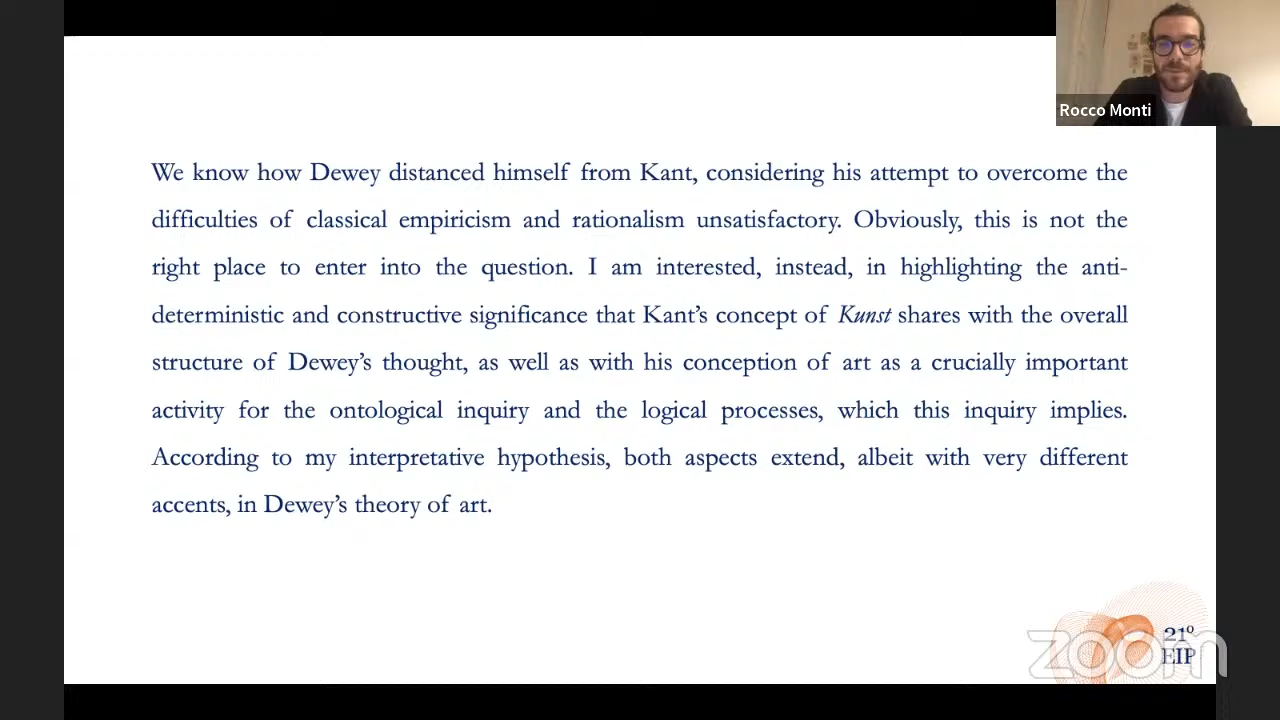 Rocco Monti
We know how Dewey distanced himself from Kant, considering his attempt to overcome the
difficulties of classical empiricism and rationalism unsatisfactory. Obviously, this is not the
right place to enter into the question. I am interested, instead, in highlighting the anti-
deterministic and constructive significance that Kant’s concept of Kunst shares with the overall
structure of Dewey’s thought, as well as with his conception of art as a crucially important
activity for the ontological inquiry and the logical processes, which this inquiry implies.
According to my interpretative hypothesis, both aspects extend, albeit with very different
accents, in Dewey’s theory of art.
21º
EIP
zoom